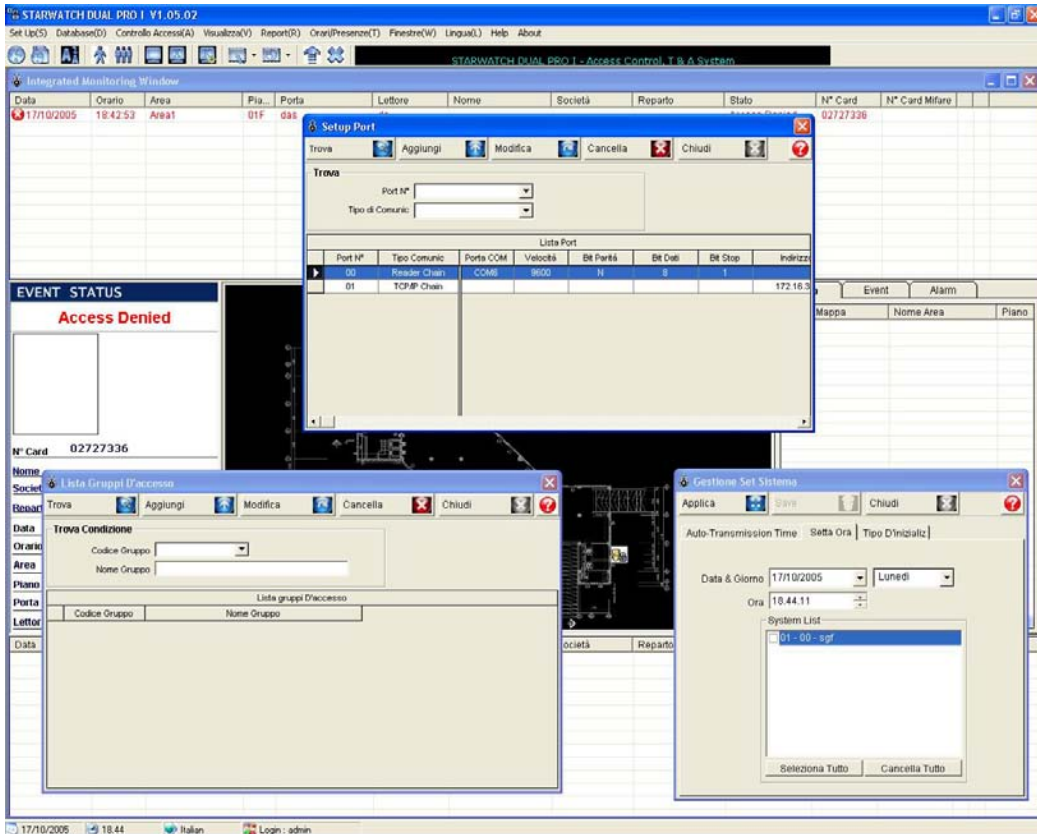 STARWATCH DUAL PRO I V1.05.02
Set Up(S) Database(D) Controllo Accessi(A) Visualizza(V) Report(R) Orari/Presenze(T) Finestre(W) Lingua(L) Help About
STARWATCH DUAL PRO I - Access Control, T & A System
Integrated Monitoring Window
Data Orario Area Pia... Porta Lettore Nome Società Reparto Stato N° Card N° Card Mifare
17/10/2005 18:42:53 Area1 01F das 02727336
Setup Port
Trova Aggiungi Modifica Cancella Chiudi
Trova
Port N°
Tipo di Comunic
Lista Port
Port N° Tipo Comunic Porta COM Velocità Bit Parità Bit Dati Bit Stop Indirizz
00 Reader Chain COM6 9600 N 8 1
01 TCP/IP Chain 172.16.3
EVENT STATUS
Access Denied
Event Alarm
Mappa Nome Area Piano
N° Card 02727336
Nome
Societ
Repart
Data
Orario
Area
Piano
Porta
Lettor
Lista Gruppi D'accesso
Trova Aggiungi Modifica Cancella Chiudi
Trova Condizione
Codice Gruppo
Nome Gruppo
Lista gruppi D'accesso
Codice Gruppo Nome Gruppo
Gestione Set Sistema
Applica Save Chiudi
Auto-Transmission Time Setta Ora Tipo D'inizializ
Data & Giorno 17/10/2005 Lunedì
Ora 18.44.11
System List
01 - 00 - sgf
Seleziona Tutto Cancella Tutto
Data ocietà Reparto
17/10/2005 18.44 Italian Login : admin